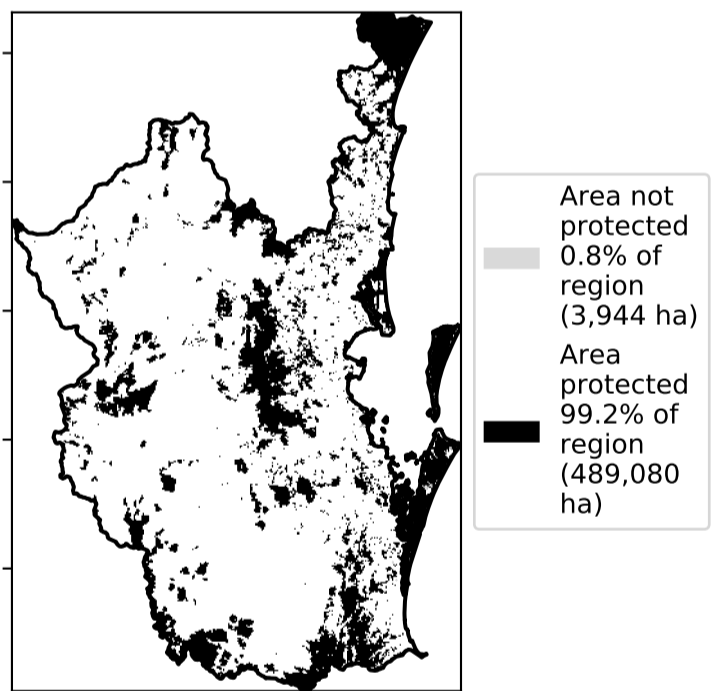 Area not
protected
0.8% of
region
(3,944 ha)
Area
protected
99.2% of
region
(489,080
ha)